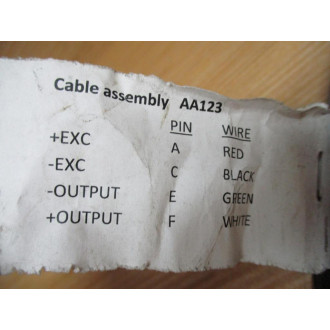 Cable assembly AA123
PIN WIRE
+EXC A RED
-EXC C BLACK
-OUTPUT E GREEN
+OUTPUT F WHITE